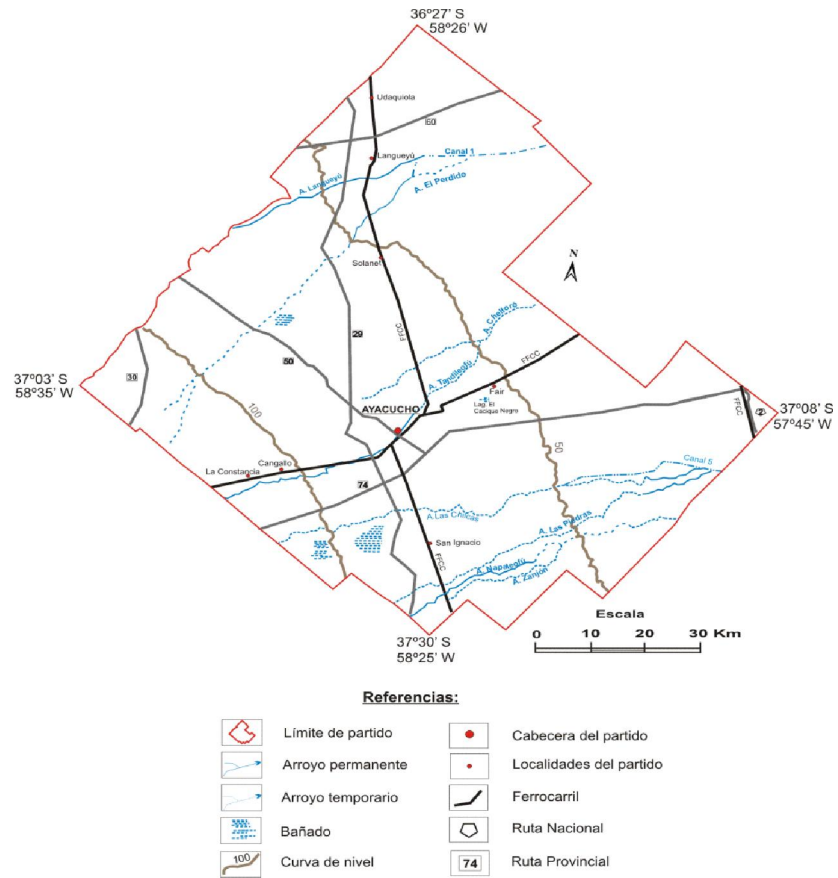 36º27' S
58º26' W
Udaquiola
60
Canal 1
Langueyú
A. Langueyú
A. El Perdido
Solanet
N
29
FFCC
A. Chelforó
50
A. Tandileofú
FFCC
30
37º03' S
58º35' W
Fair
Lag. El
Cacique Negro
100
AYACUCHO
FFCC
2
37º08' S
57º45' W
50
Cangallo
La Constancia
74
Canal 5
A. Las Chilcas
A. Las Piedras
San Ignacio
FFCC
A. Napaleofú
A. Zanjón
37º30' S
58º25' W
Escala
0 10 20 30 Km
Referencias:
Límite de partido
Cabecera del partido
Arroyo permanente
Localidades del partido
Arroyo temporario
Ferrocarril
Bañado
Ruta Nacional
100
Curva de nivel
74
Ruta Provincial